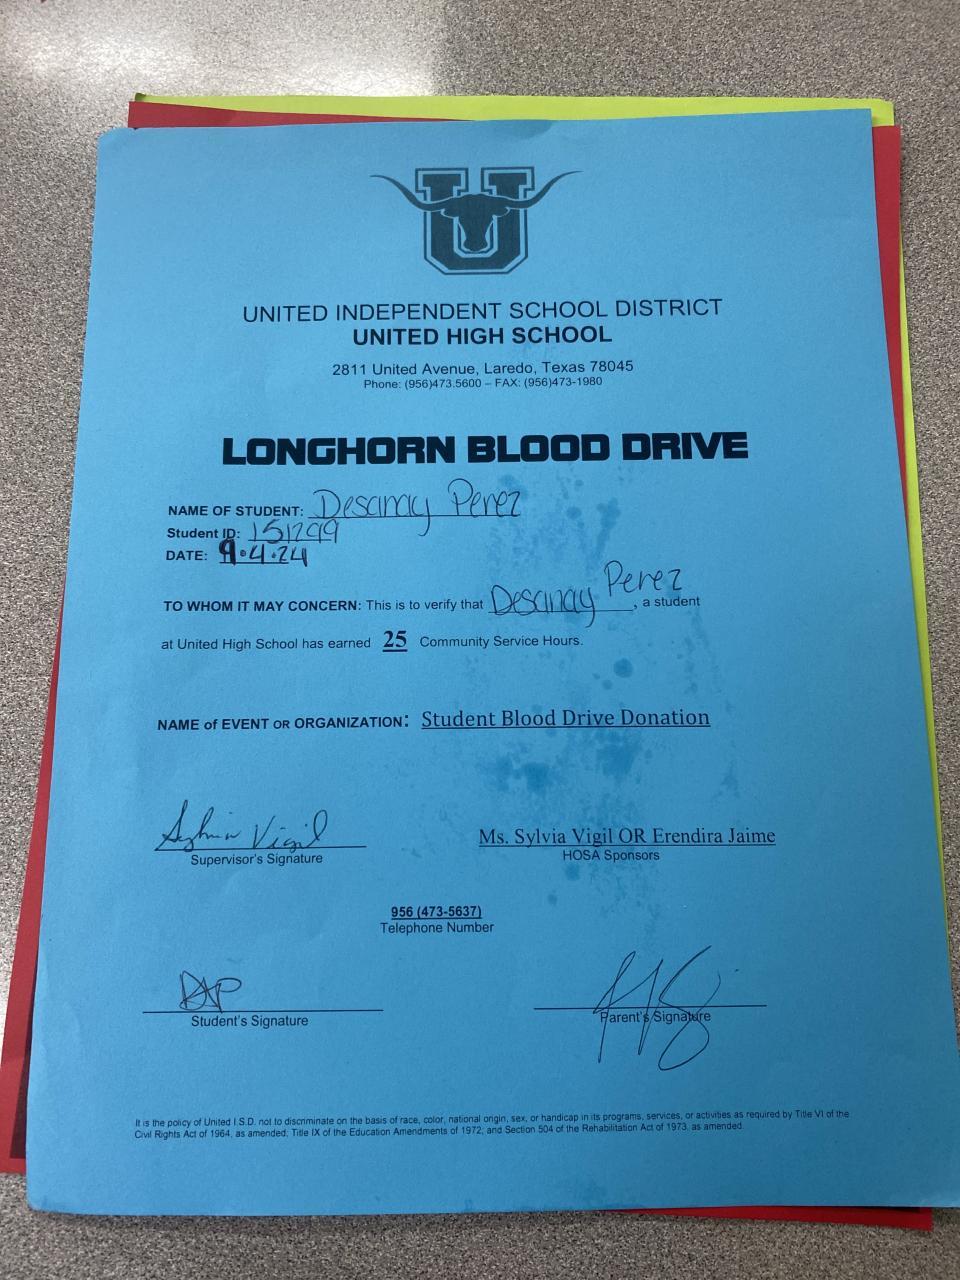 U
UNITED INDEPENDENT SCHOOL DISTRICT
UNITED HIGH SCHOOL
2811 United Avenue, Laredo, Texas 78045
Phone: (956)473.5600 – FAX: (956)473-1980
LONGHORN BLOOD DRIVE
NAME OF STUDENT: Desanay Perez
Student ID: 151299
DATE: 9.4.24
TO WHOM IT MAY CONCERN: This is to verify that Desanay Perez, a student
at United High School has earned 25 Community Service Hours.
NAME of EVENT OR ORGANIZATION: Student Blood Drive Donation
Sylvia Vigil
Supervisor's Signature
Ms. Sylvia Vigil OR Erendira Jaime
HOSA Sponsors
956 (473-5637)
Telephone Number
DAP
Student's Signature
Parent's Signature
It is the policy of United I.S.D. not to discriminate on the basis of race, color, national origin, sex, or handicap in its programs, services, or activities as required by Title VI of the
Civil Rights Act of 1964, as amended; Title IX of the Education Amendments of 1972; and Section 504 of the Rehabilitation Act of 1973, as amended.